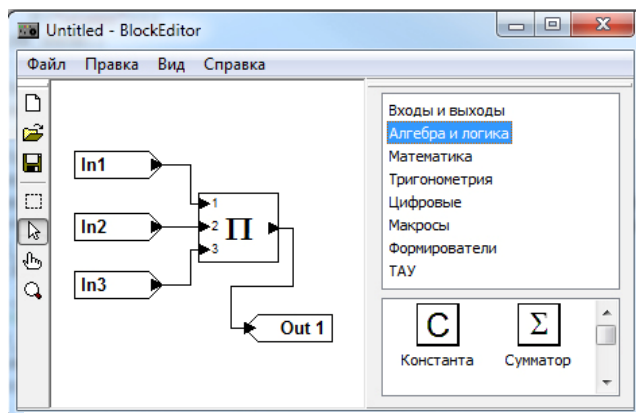 Untitled - BlockEditor
Файл Правка Вид Справка
In1
In2
In3
1
2
3
П
Out 1
Входы и выходы
Алгебра и логика
Математика
Тригонометрия
Цифровые
Макросы
Формирователи
ТАУ
C Σ
Константа Сумматор